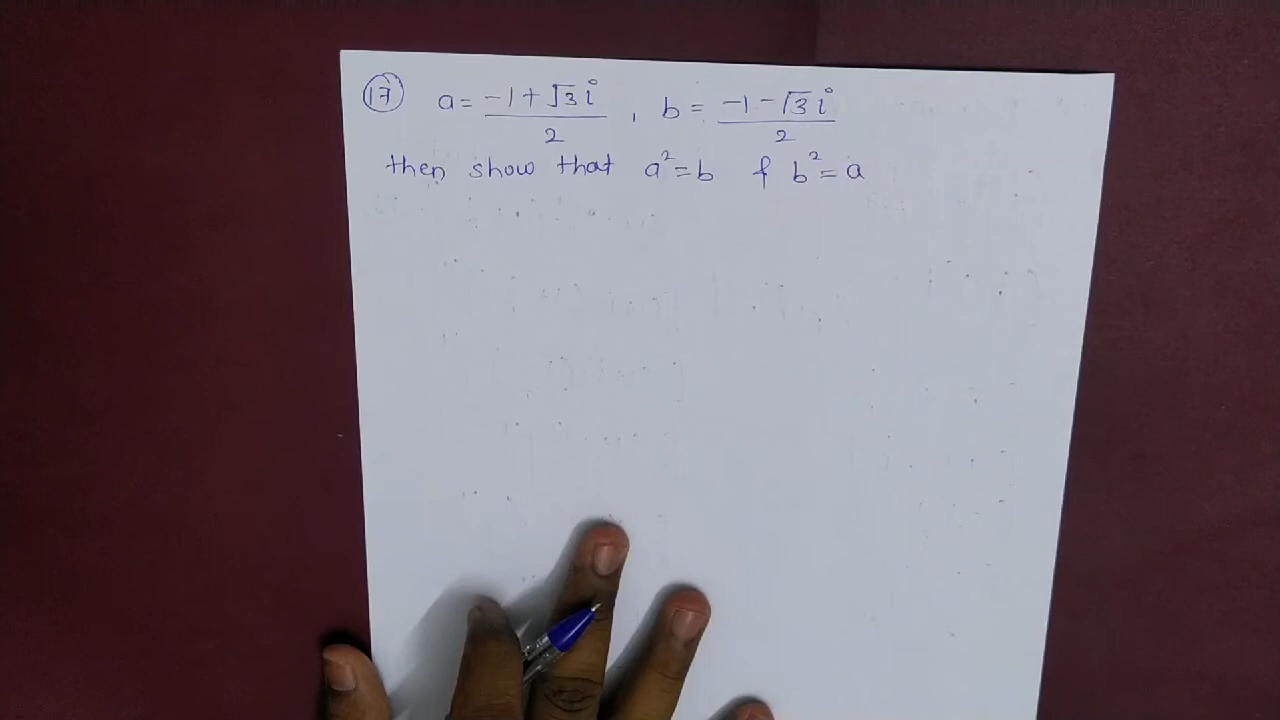 (17) a = (-1 + √3 i)/2 , b = (-1 - √3 i)/2
then show that a² = b & b² = a